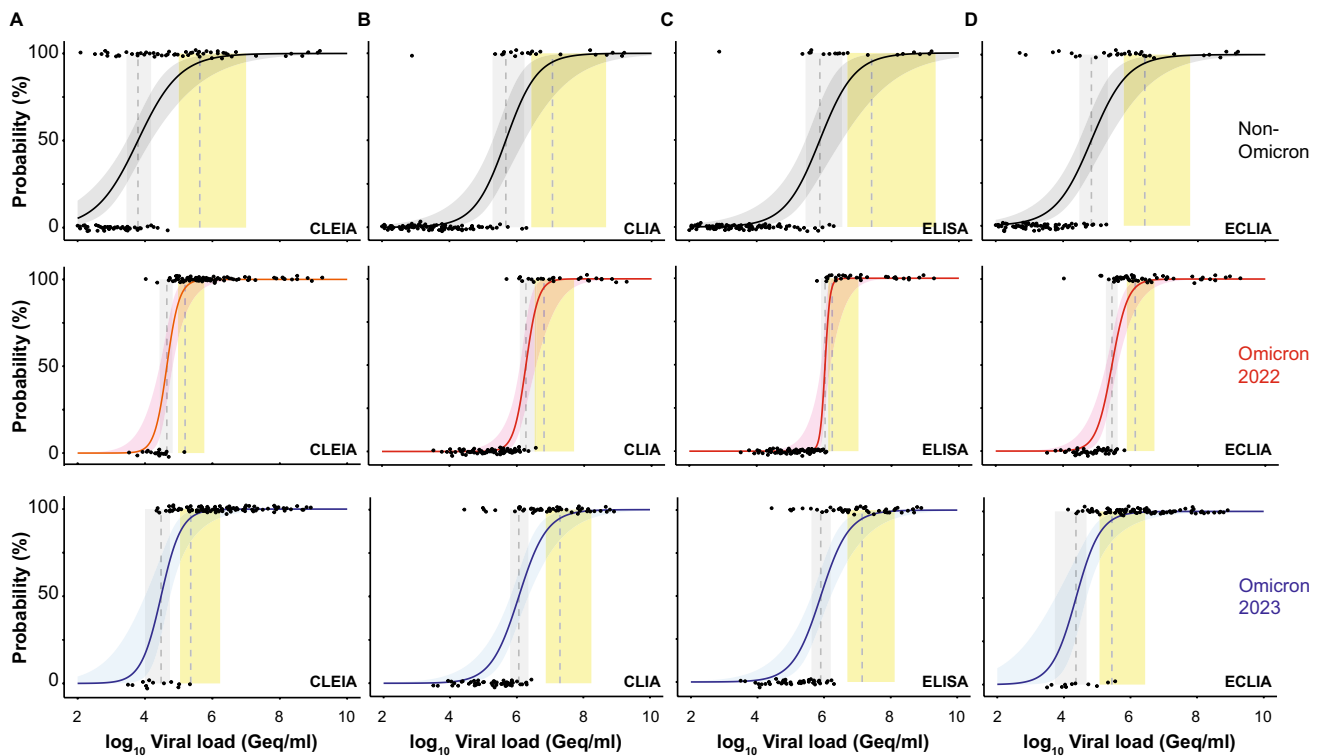 A B C D
Probability (%)
100
50
0
CLEIA CLIA ELISA ECLIA
Non-
Omicron
Probability (%)
100
50
0
CLEIA CLIA ELISA ECLIA
Omicron
2022
Probability (%)
100
50
0
CLEIA CLIA ELISA ECLIA
Omicron
2023
2 4 6 8 10 2 4 6 8 10 2 4 6 8 10 2 4 6 8 10
log₁₀ Viral load (Geq/ml) log₁₀ Viral load (Geq/ml) log₁₀ Viral load (Geq/ml) log₁₀ Viral load (Geq/ml)